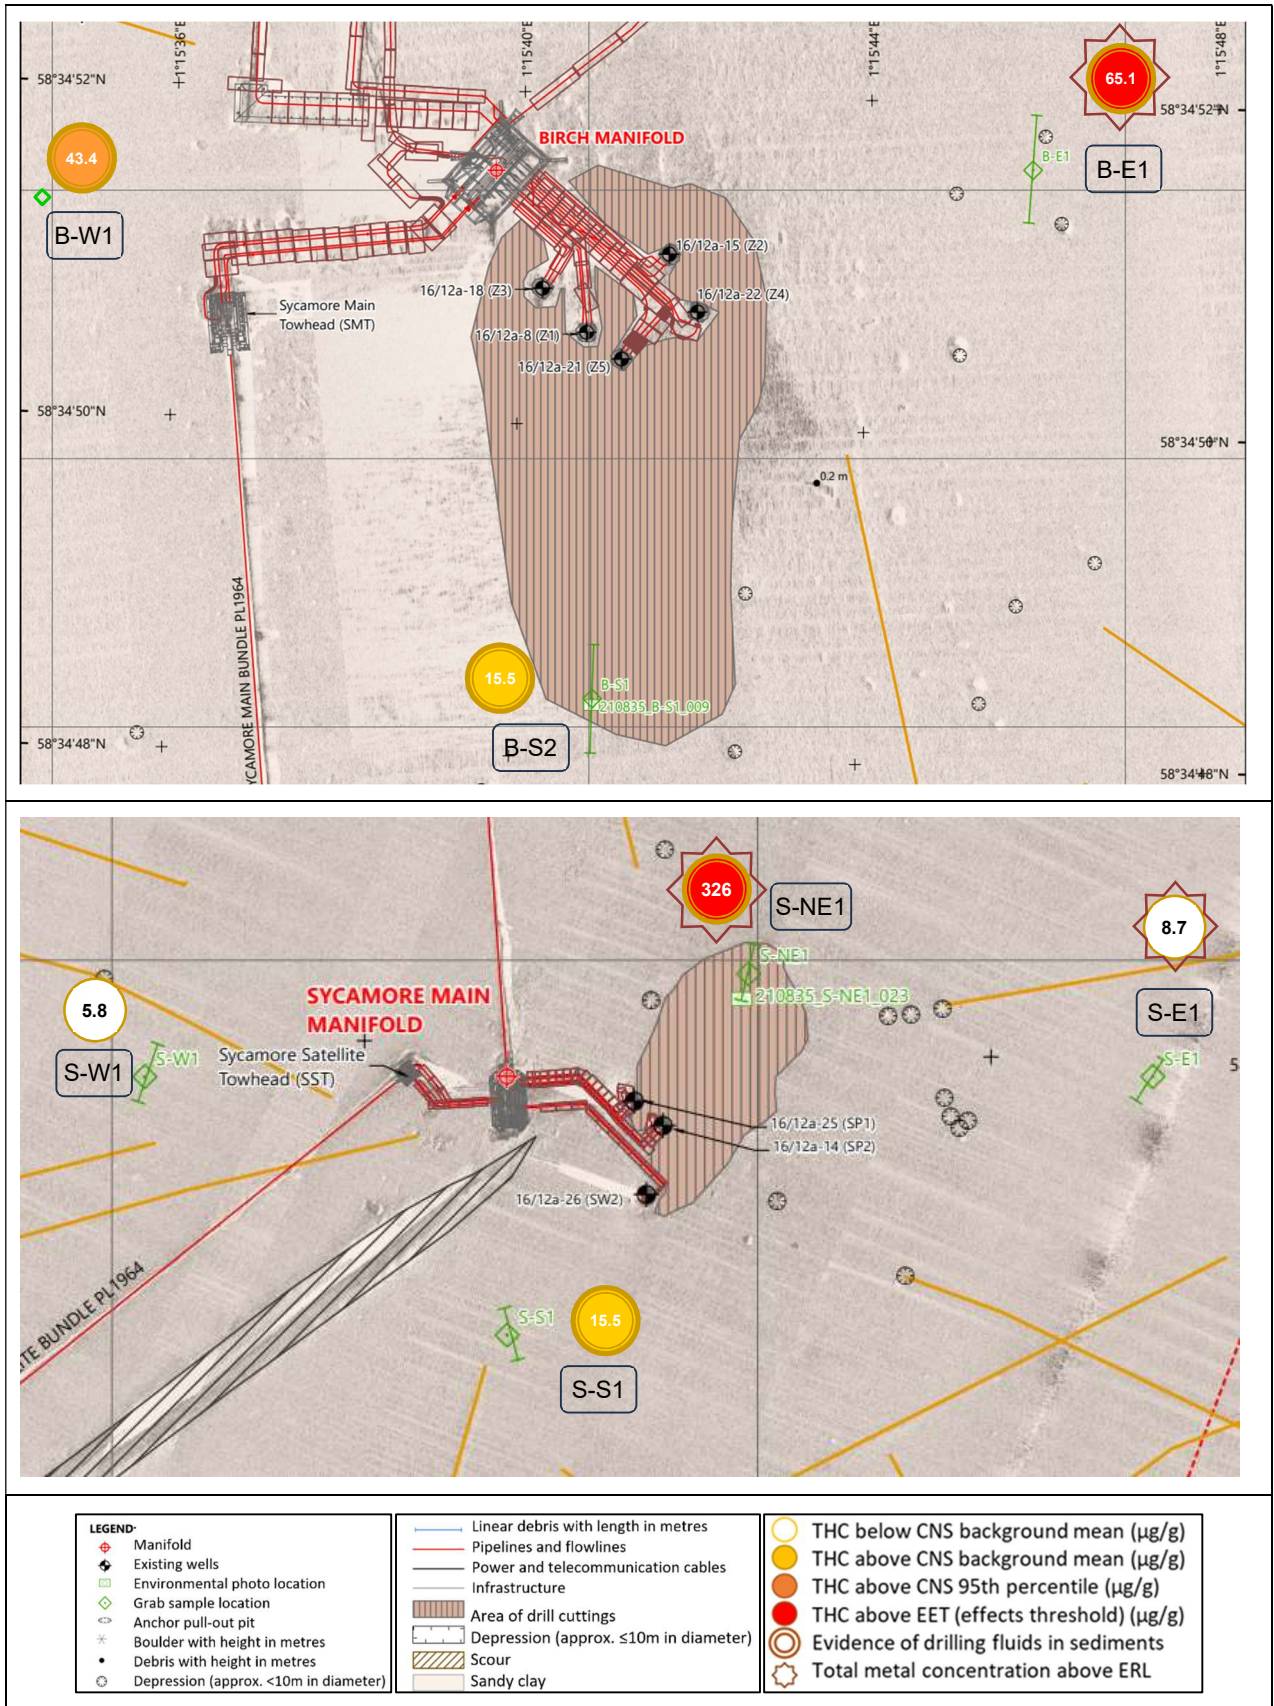 1°15'36"E
1°15'40"E
1°15'44"E
1°15'48"E
58°34'52"N
65.1
58°34'52"N
BIRCH MANIFOLD
43.4
B-E1
B-E1
B-W1
16/12a-15 (Z2)
16/12a-18 (Z3)
16/12a-22 (Z4)
Sycamore Main
Towhead (SMT)
16/12a-8 (Z1)
16/12a-21 (Z5)
58°34'50"N
58°34'50"N
0.2 m
SYCAMORE MAIN BUNDLE PL1964
15.5
B-S1
210835_B-S1_009
B-S2
58°34'48"N
58°34'48"N
326
S-NE1
8.7
S-NE1
210835_S-NE1_023
5.8
SYCAMORE MAIN
MANIFOLD
S-E1
S-W1
S-W1
Sycamore Satellite
Towhead (SST)
S-E1
5
16/12a-25 (SP1)
16/12a-14 (SP2)
16/12a-26 (SW2)
ITE BUNDLE PL1964
S-S1
15.5
S-S1
LEGEND
Manifold
Existing wells
Environmental photo location
Grab sample location
Anchor pull-out pit
Boulder with height in metres
Debris with height in metres
Depression (approx. <10m in diameter)
Linear debris with length in metres
Pipelines and flowlines
Power and telecommunication cables
Infrastructure
Area of drill cuttings
Depression (approx. ≤10m in diameter)
Scour
Sandy clay
THC below CNS background mean (µg/g)
THC above CNS background mean (µg/g)
THC above CNS 95th percentile (µg/g)
THC above EET (effects threshold) (µg/g)
Evidence of drilling fluids in sediments
Total metal concentration above ERL